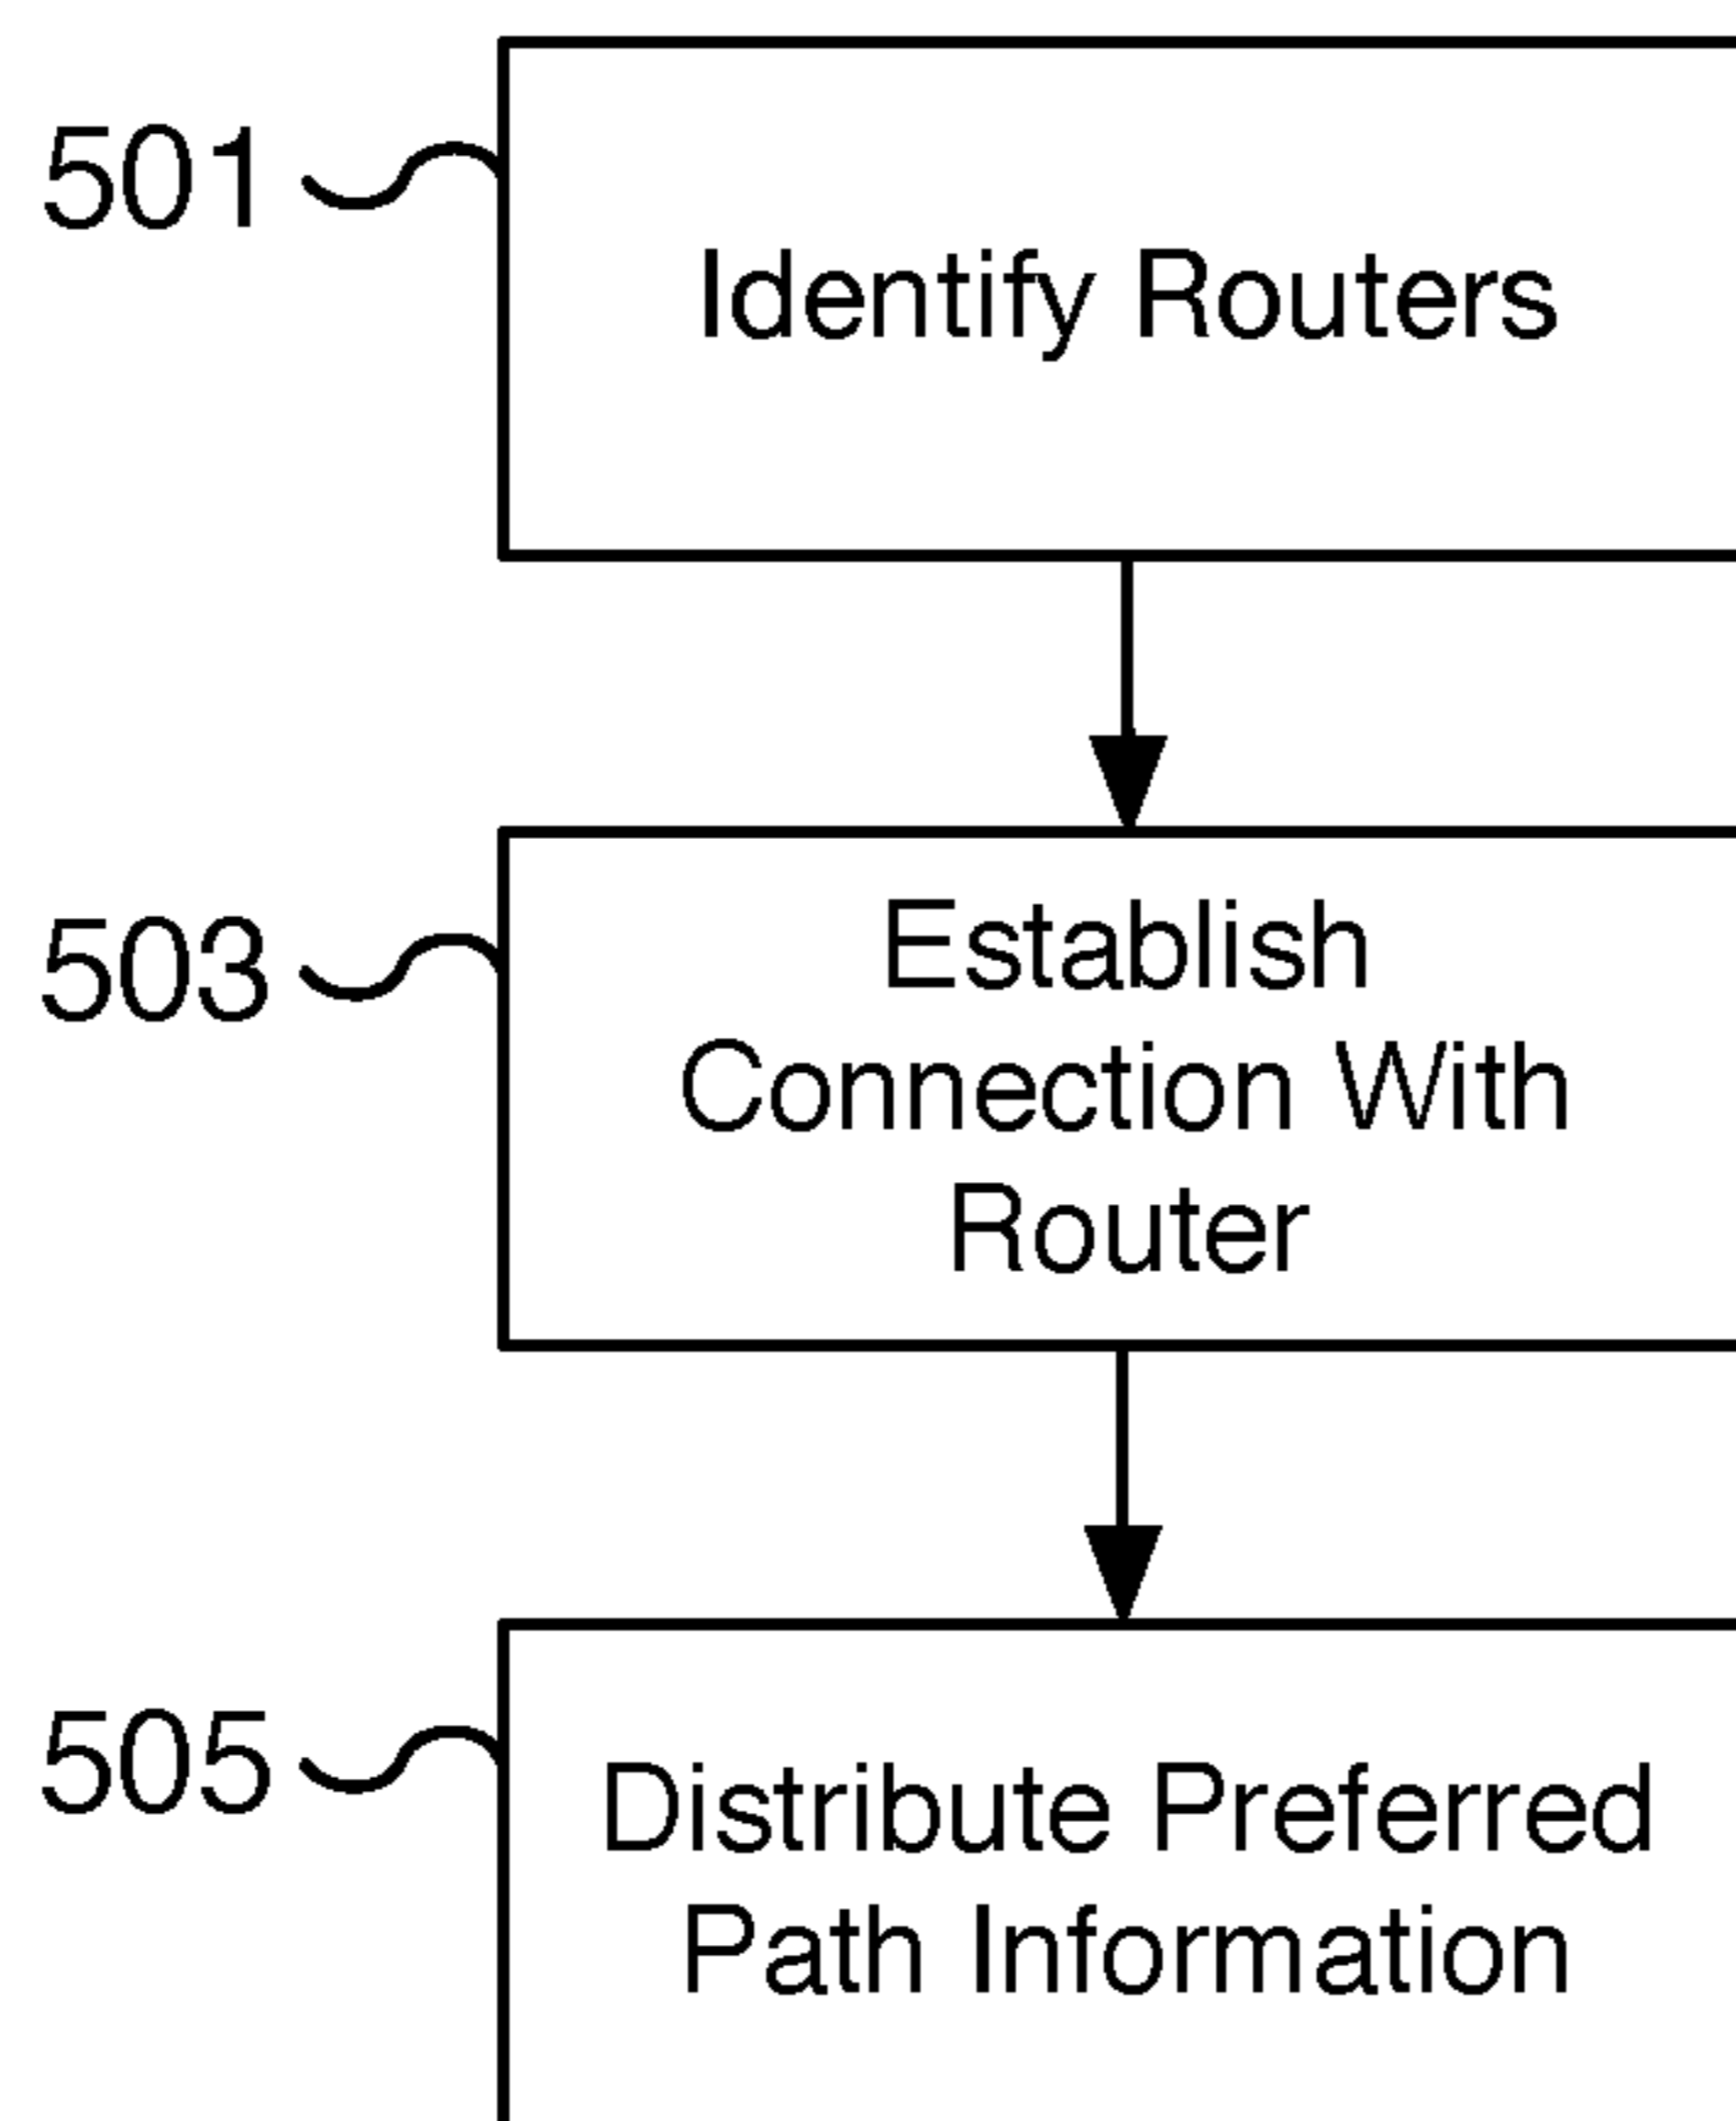 501
Identify Routers
503
Establish
Connection With
Router
505
Distribute Preferred
Path Information